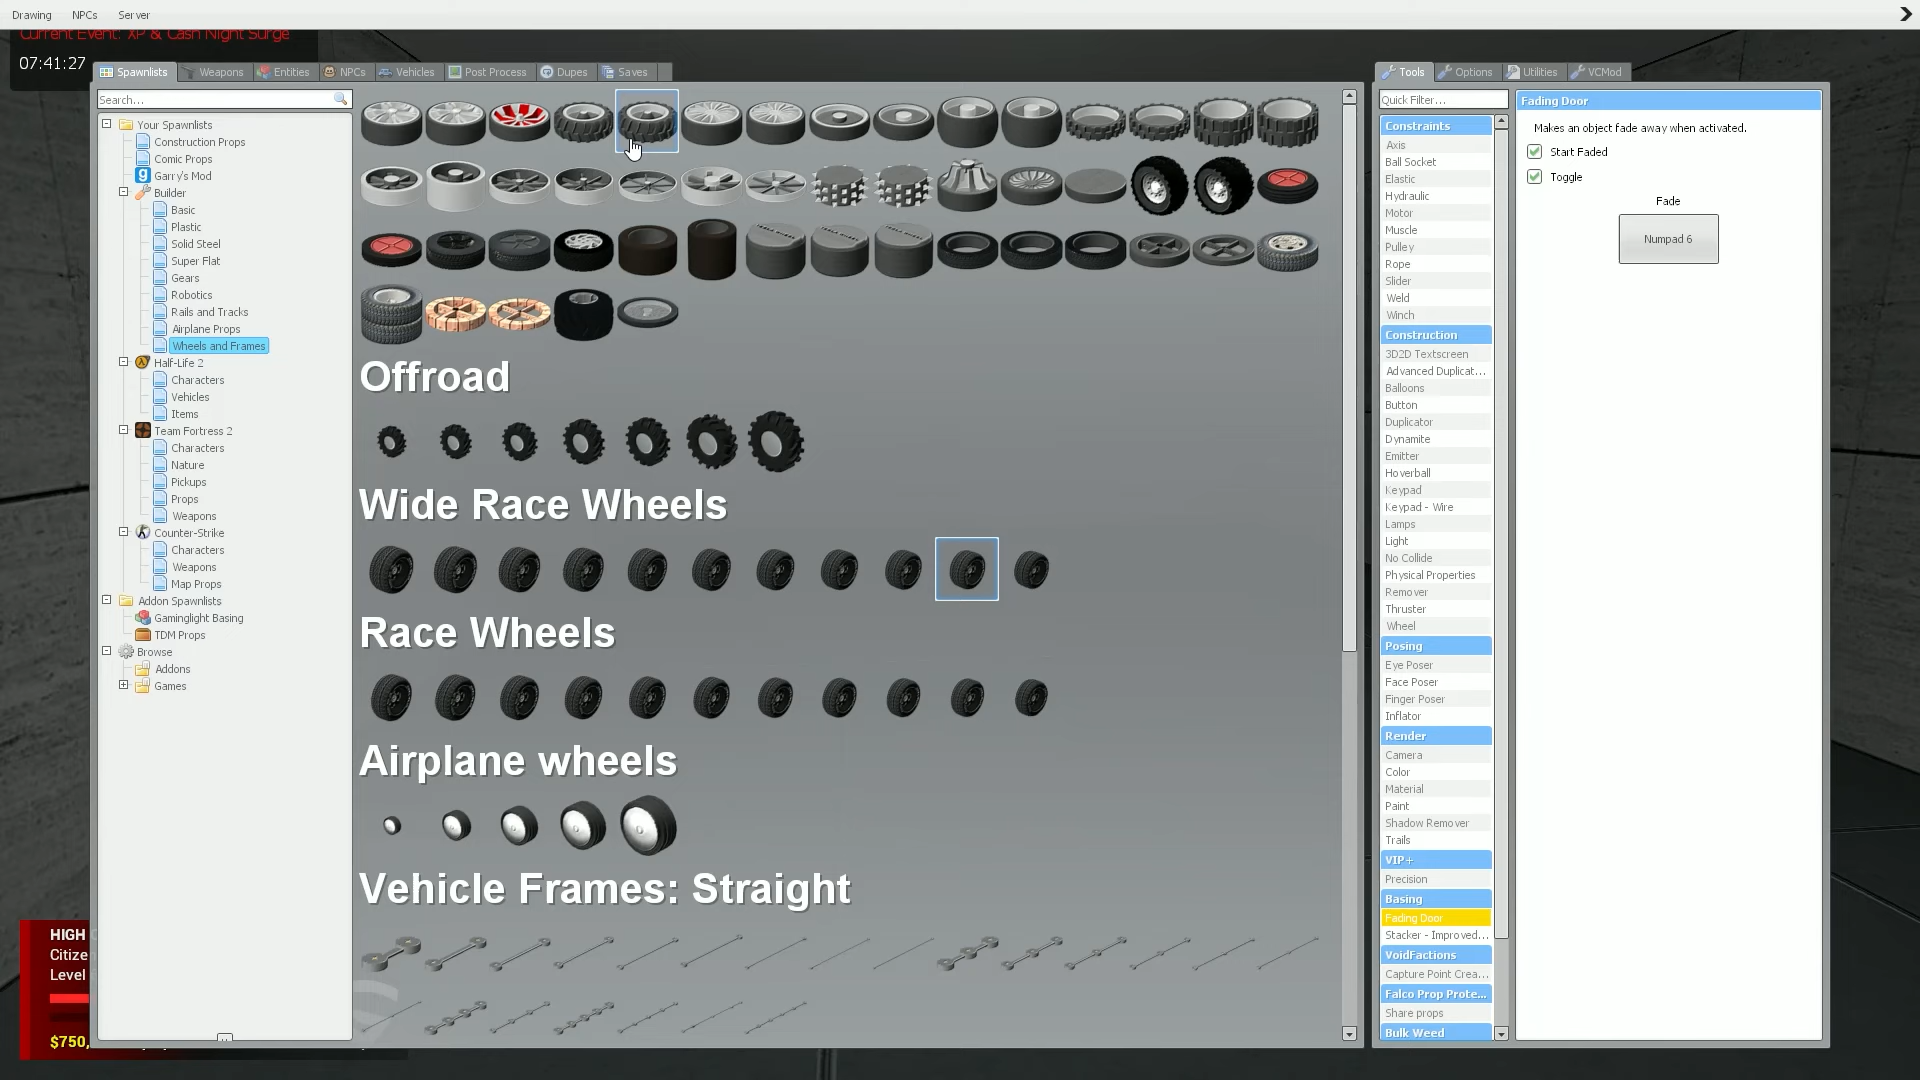 Drawing NPCs Server
Current Event: XP & Cash Night Surge
07:41:27
Spawnlists Weapons Entities NPCs Vehicles Post Process Dupes Saves
Search...
Your Spawnlists
Construction Props
Comic Props
Garry's Mod
Builder
Basic
Plastic
Solid Steel
Super Flat
Gears
Robotics
Rails and Tracks
Airplane Props
Wheels and Frames
Half-Life 2
Characters
Vehicles
Items
Team Fortress 2
Characters
Nature
Pickups
Props
Weapons
Counter-Strike
Characters
Weapons
Map Props
Addon Spawnlists
Gaminglight Basing
TDM Props
Browse
Addons
Games
Offroad
Wide Race Wheels
Race Wheels
Airplane wheels
Vehicle Frames: Straight
HIGH
Citize
Level
$750,
Tools Options Utilities VCMod
Quick Filter...
Constraints
Axis
Ball Socket
Elastic
Hydraulic
Motor
Muscle
Pulley
Rope
Slider
Weld
Winch
Construction
3D2D Textscreen
Advanced Duplicat...
Balloons
Button
Duplicator
Dynamite
Emitter
Hoverball
Keypad
Keypad - Wire
Lamps
Light
No Collide
Physical Properties
Remover
Thruster
Wheel
Posing
Eye Poser
Face Poser
Finger Poser
Inflator
Render
Camera
Color
Material
Paint
Shadow Remover
Trails
VIP+
Precision
Basing
Fading Door
Stacker - Improved...
VoidFactions
Capture Point Crea...
Falco Prop Prote...
Share props
Bulk Weed
Fading Door
Makes an object fade away when activated.
Start Faded
Toggle
Fade
Numpad 6